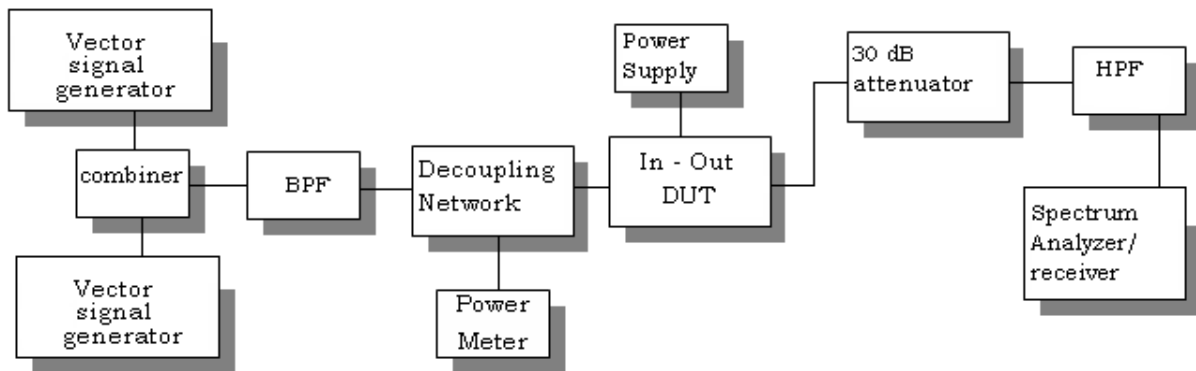 Vector
signal
generator
combiner
Vector
signal
generator
BPF
Decoupling
Network
Power
Meter
Power
Supply
In - Out
DUT
30 dB
attenuator
HPF
Spectrum
Analyzer/
receiver